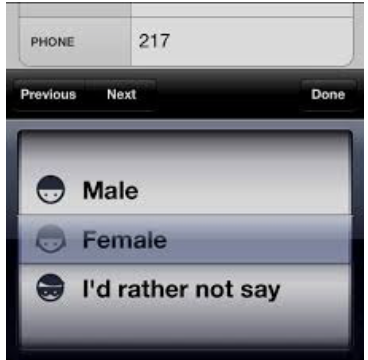 PHONE 217
Previous Next Done
Male
Female
I'd rather not say